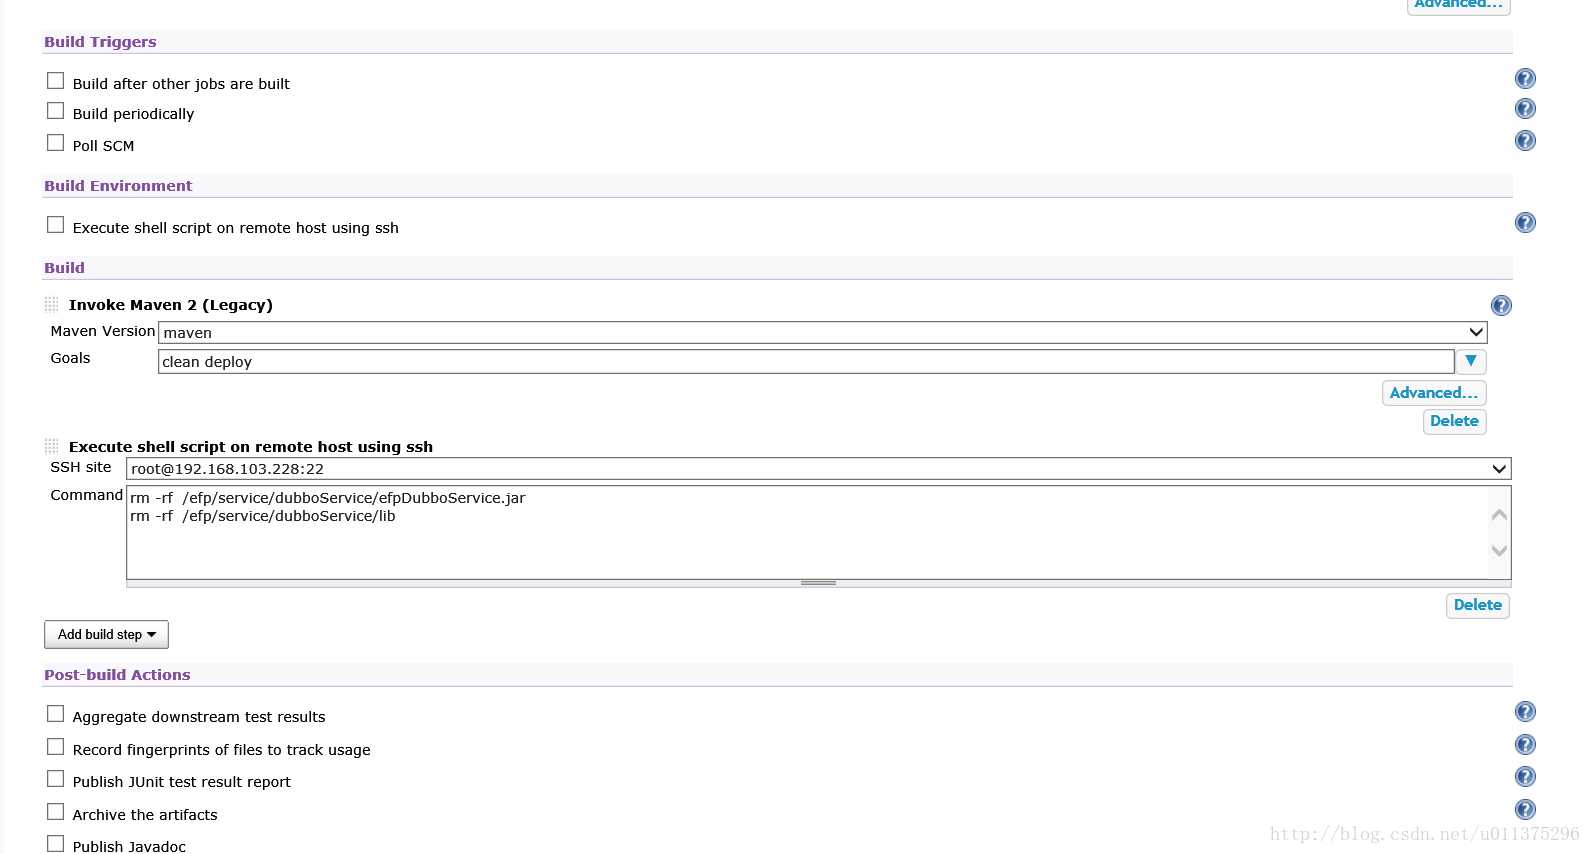 Advanced...
Build Triggers
Build after other jobs are built
Build periodically
Poll SCM
Build Environment
Execute shell script on remote host using ssh
Build
Invoke Maven 2 (Legacy)
Maven Version maven
Goals clean deploy
Advanced...
Delete
Execute shell script on remote host using ssh
SSH site root@192.168.103.228:22
Command rm -rf  /efp/service/dubboService/efpDubboService.jar
rm -rf  /efp/service/dubboService/lib
Delete
Add build step
Post-build Actions
Aggregate downstream test results
Record fingerprints of files to track usage
Publish JUnit test result report
Archive the artifacts
Publish Javadoc
http://blog.csdn.net/u011375296